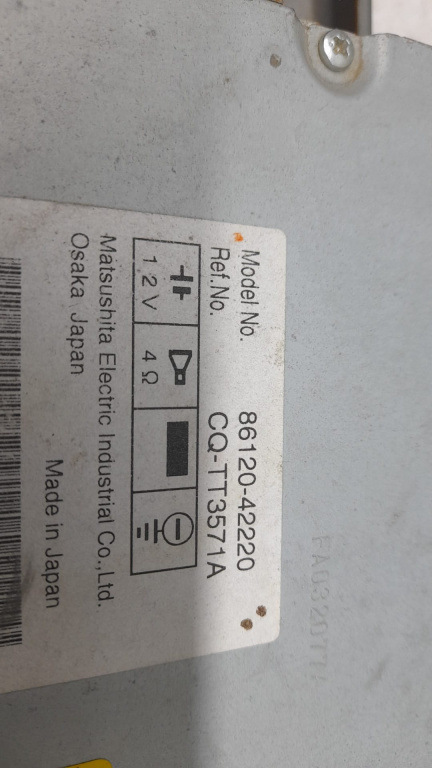 Model No. 86120-42220
Ref.No. CQ-TT3571A
12V 4Ω
Matsushita Electric Industrial Co.,Ltd.
Osaka Japan
Made in Japan